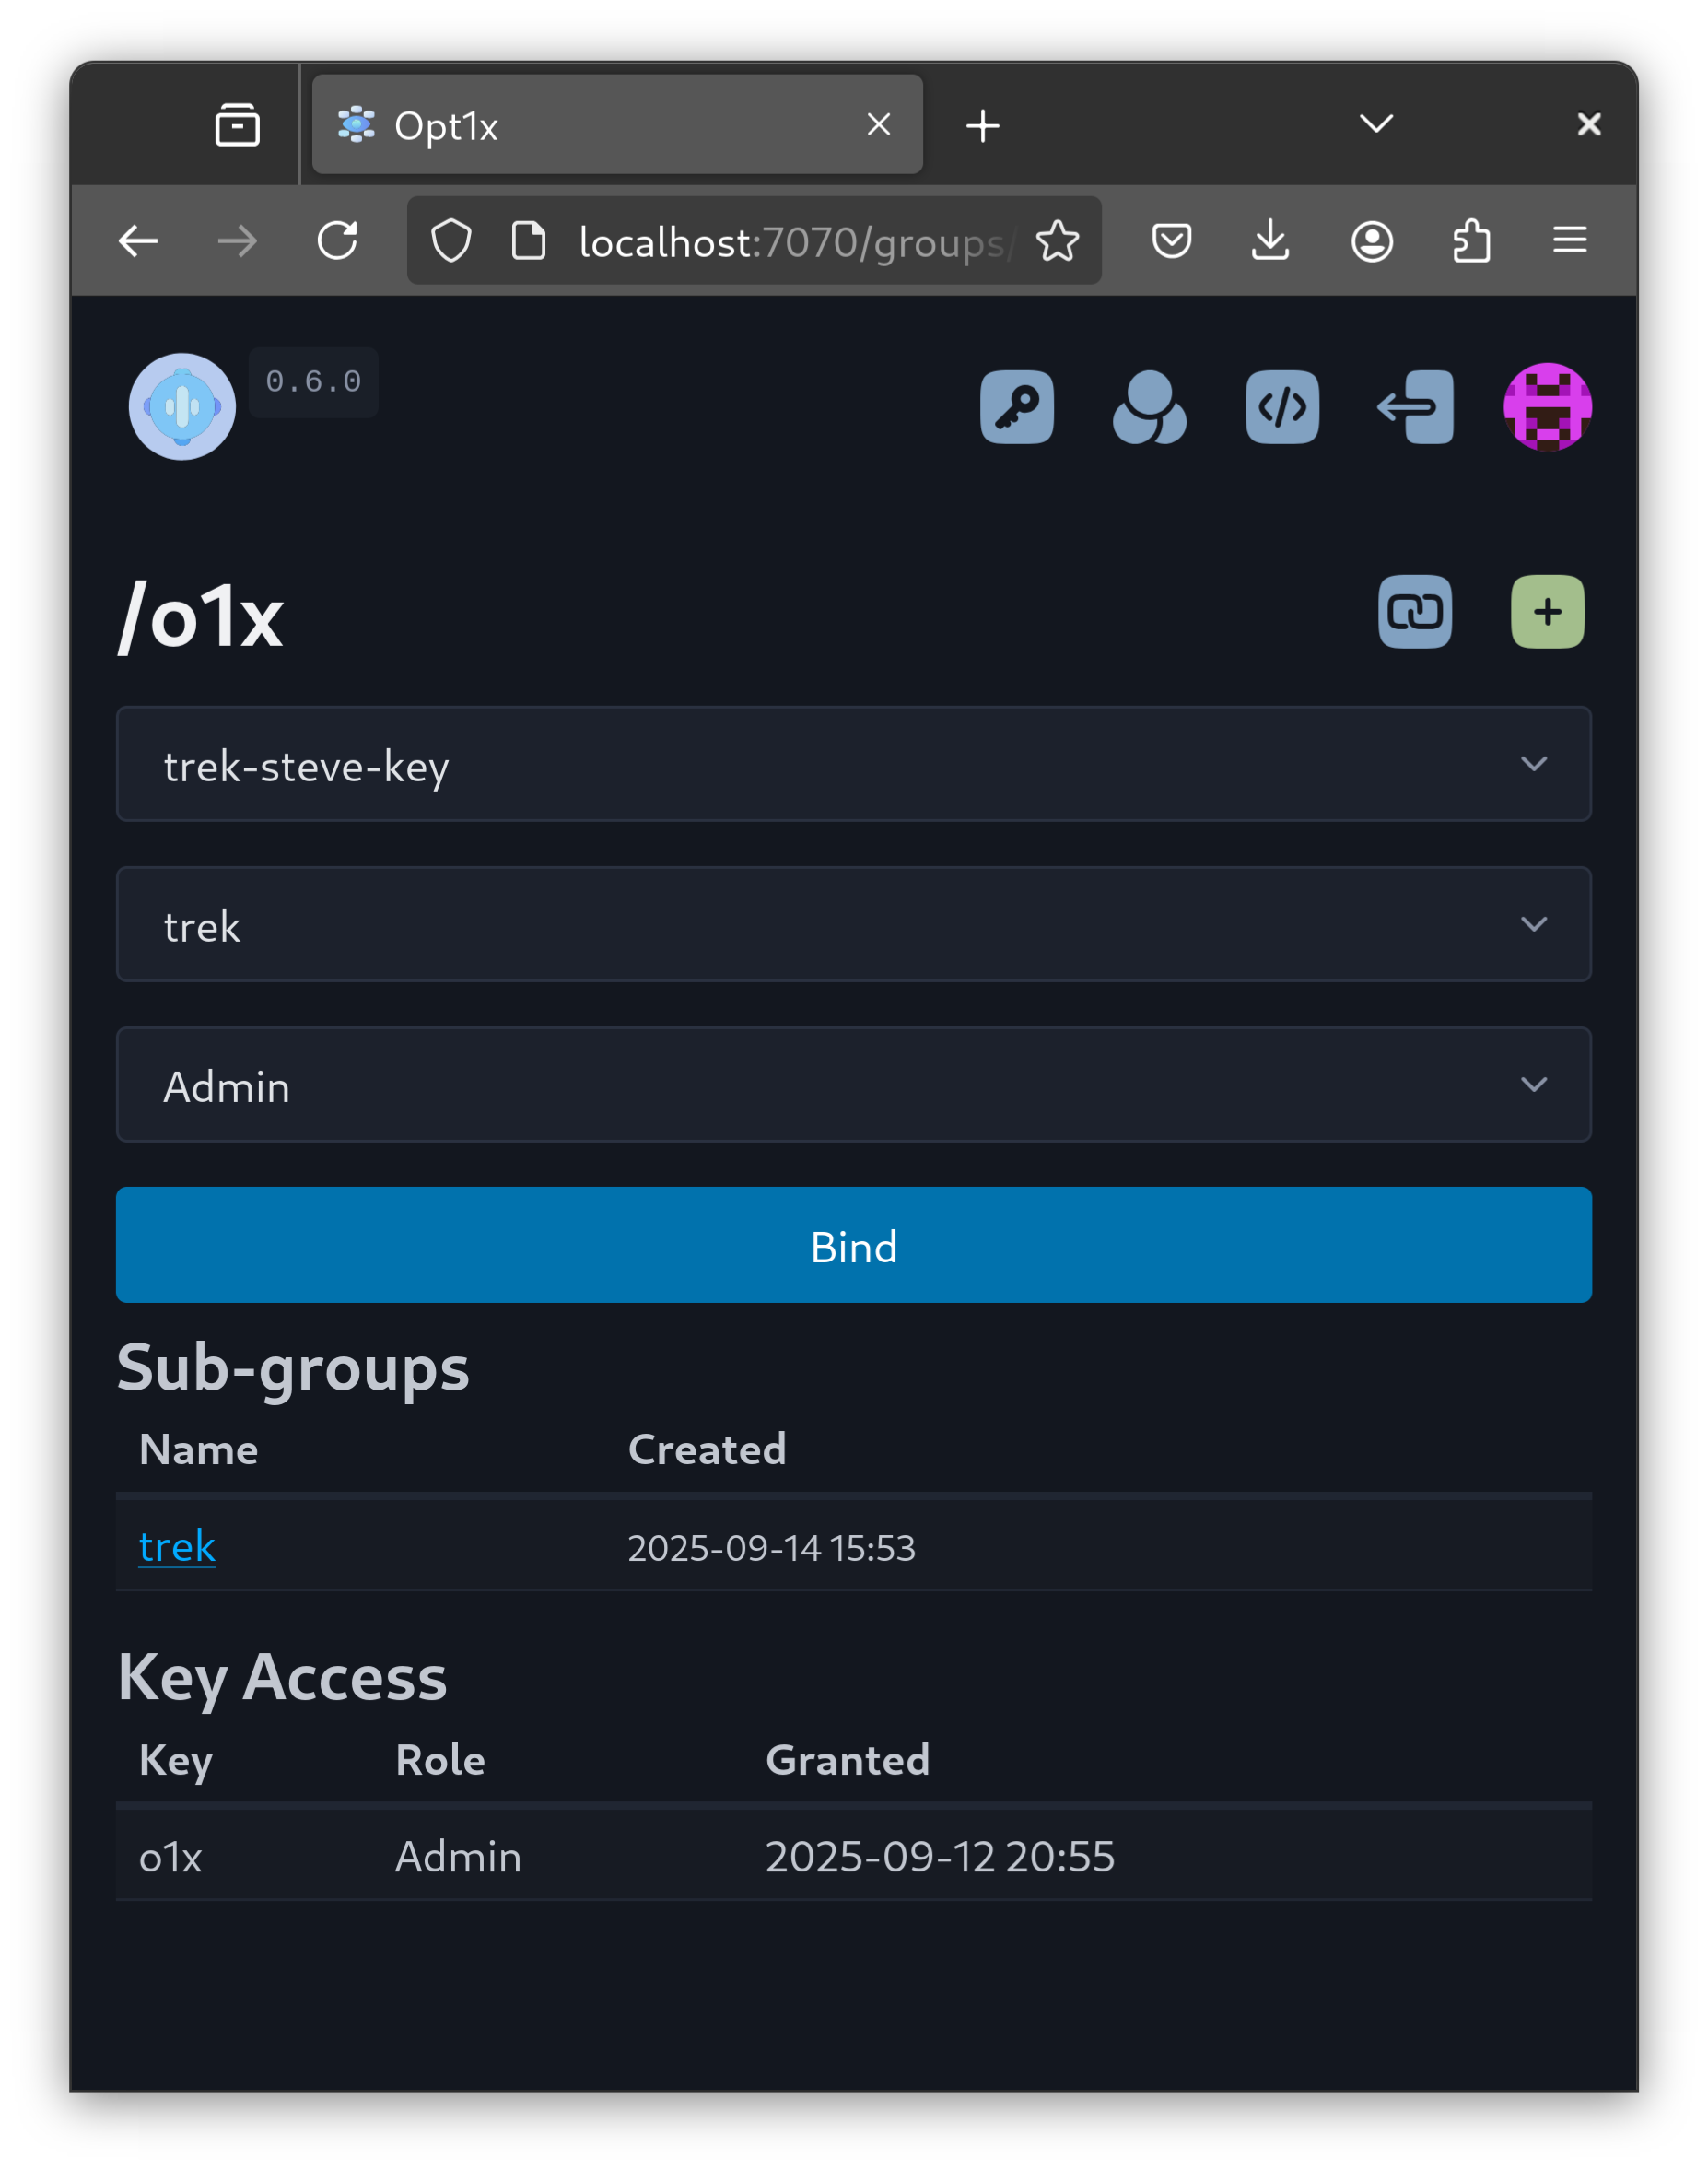 Opt1x
localhost:7070/groups/
0.6.0
/o1x
trek-steve-key
trek
Admin
Bind
Sub-groups
Name Created
trek 2025-09-14 15:53
Key Access
Key Role Granted
o1x Admin 2025-09-12 20:55